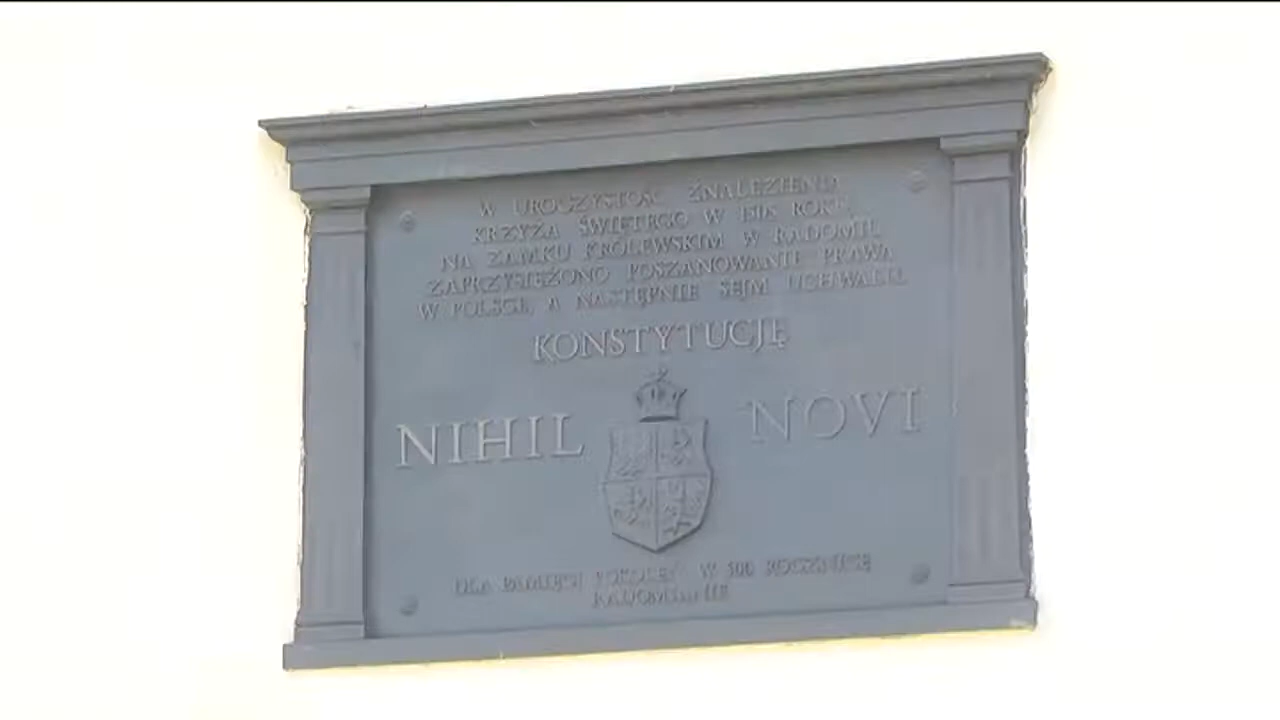 W UROCZYSTOŚĆ ZNALEZIENIA
KRZYŻA ŚWIĘTEGO W 1505 ROKU
NA ZAMKU KRÓLEWSKIM W RADOMIU
ZAPRZYSIĘŻONO POSZANOWANIE PRAWA
W POLSCE, A NASTĘPNIE SEJM UCHWALIŁ
KONSTYTUCJĘ
NIHIL NOVI
DLA PAMIĘCI POKOLEŃ W 500 ROCZNICĘ